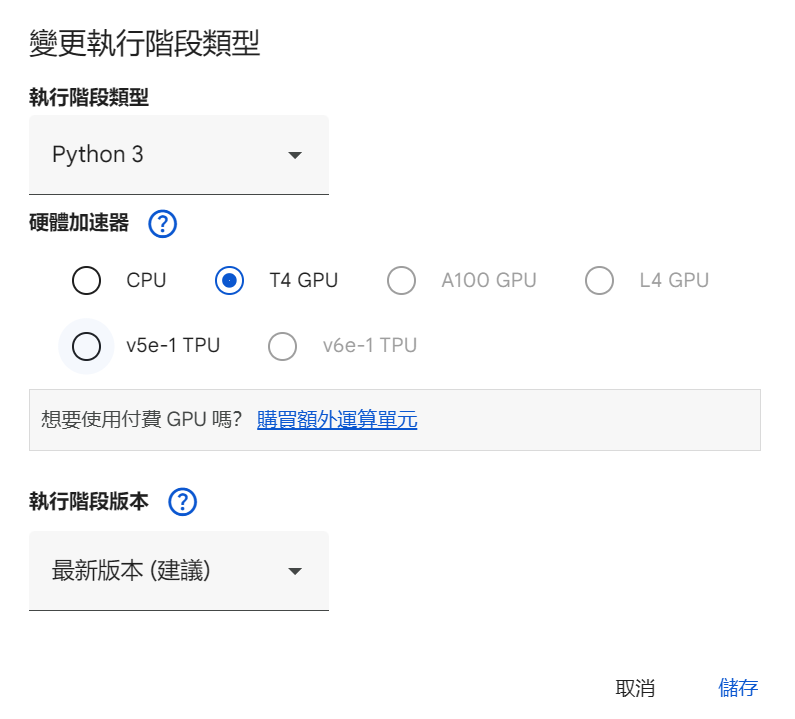 變更執行階段類型
執行階段類型
Python 3
硬體加速器 ?
CPU T4 GPU A100 GPU L4 GPU
v5e-1 TPU v6e-1 TPU
想要使用付費 GPU 嗎？ 購買額外運算單元
執行階段版本 ?
最新版本 (建議)
取消 儲存